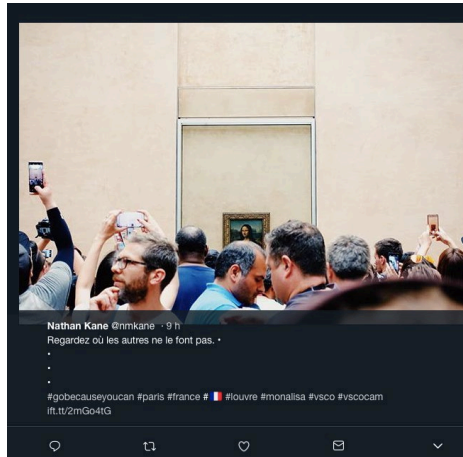 Nathan Kane @nmkane · 9 h
Regardez où les autres ne le font pas. •
•
•
•
#gobecauseyoucan #paris #france # 🇫🇷 #louvre #monalisa #vsco #vscocam
ift.tt/2mGo4tG